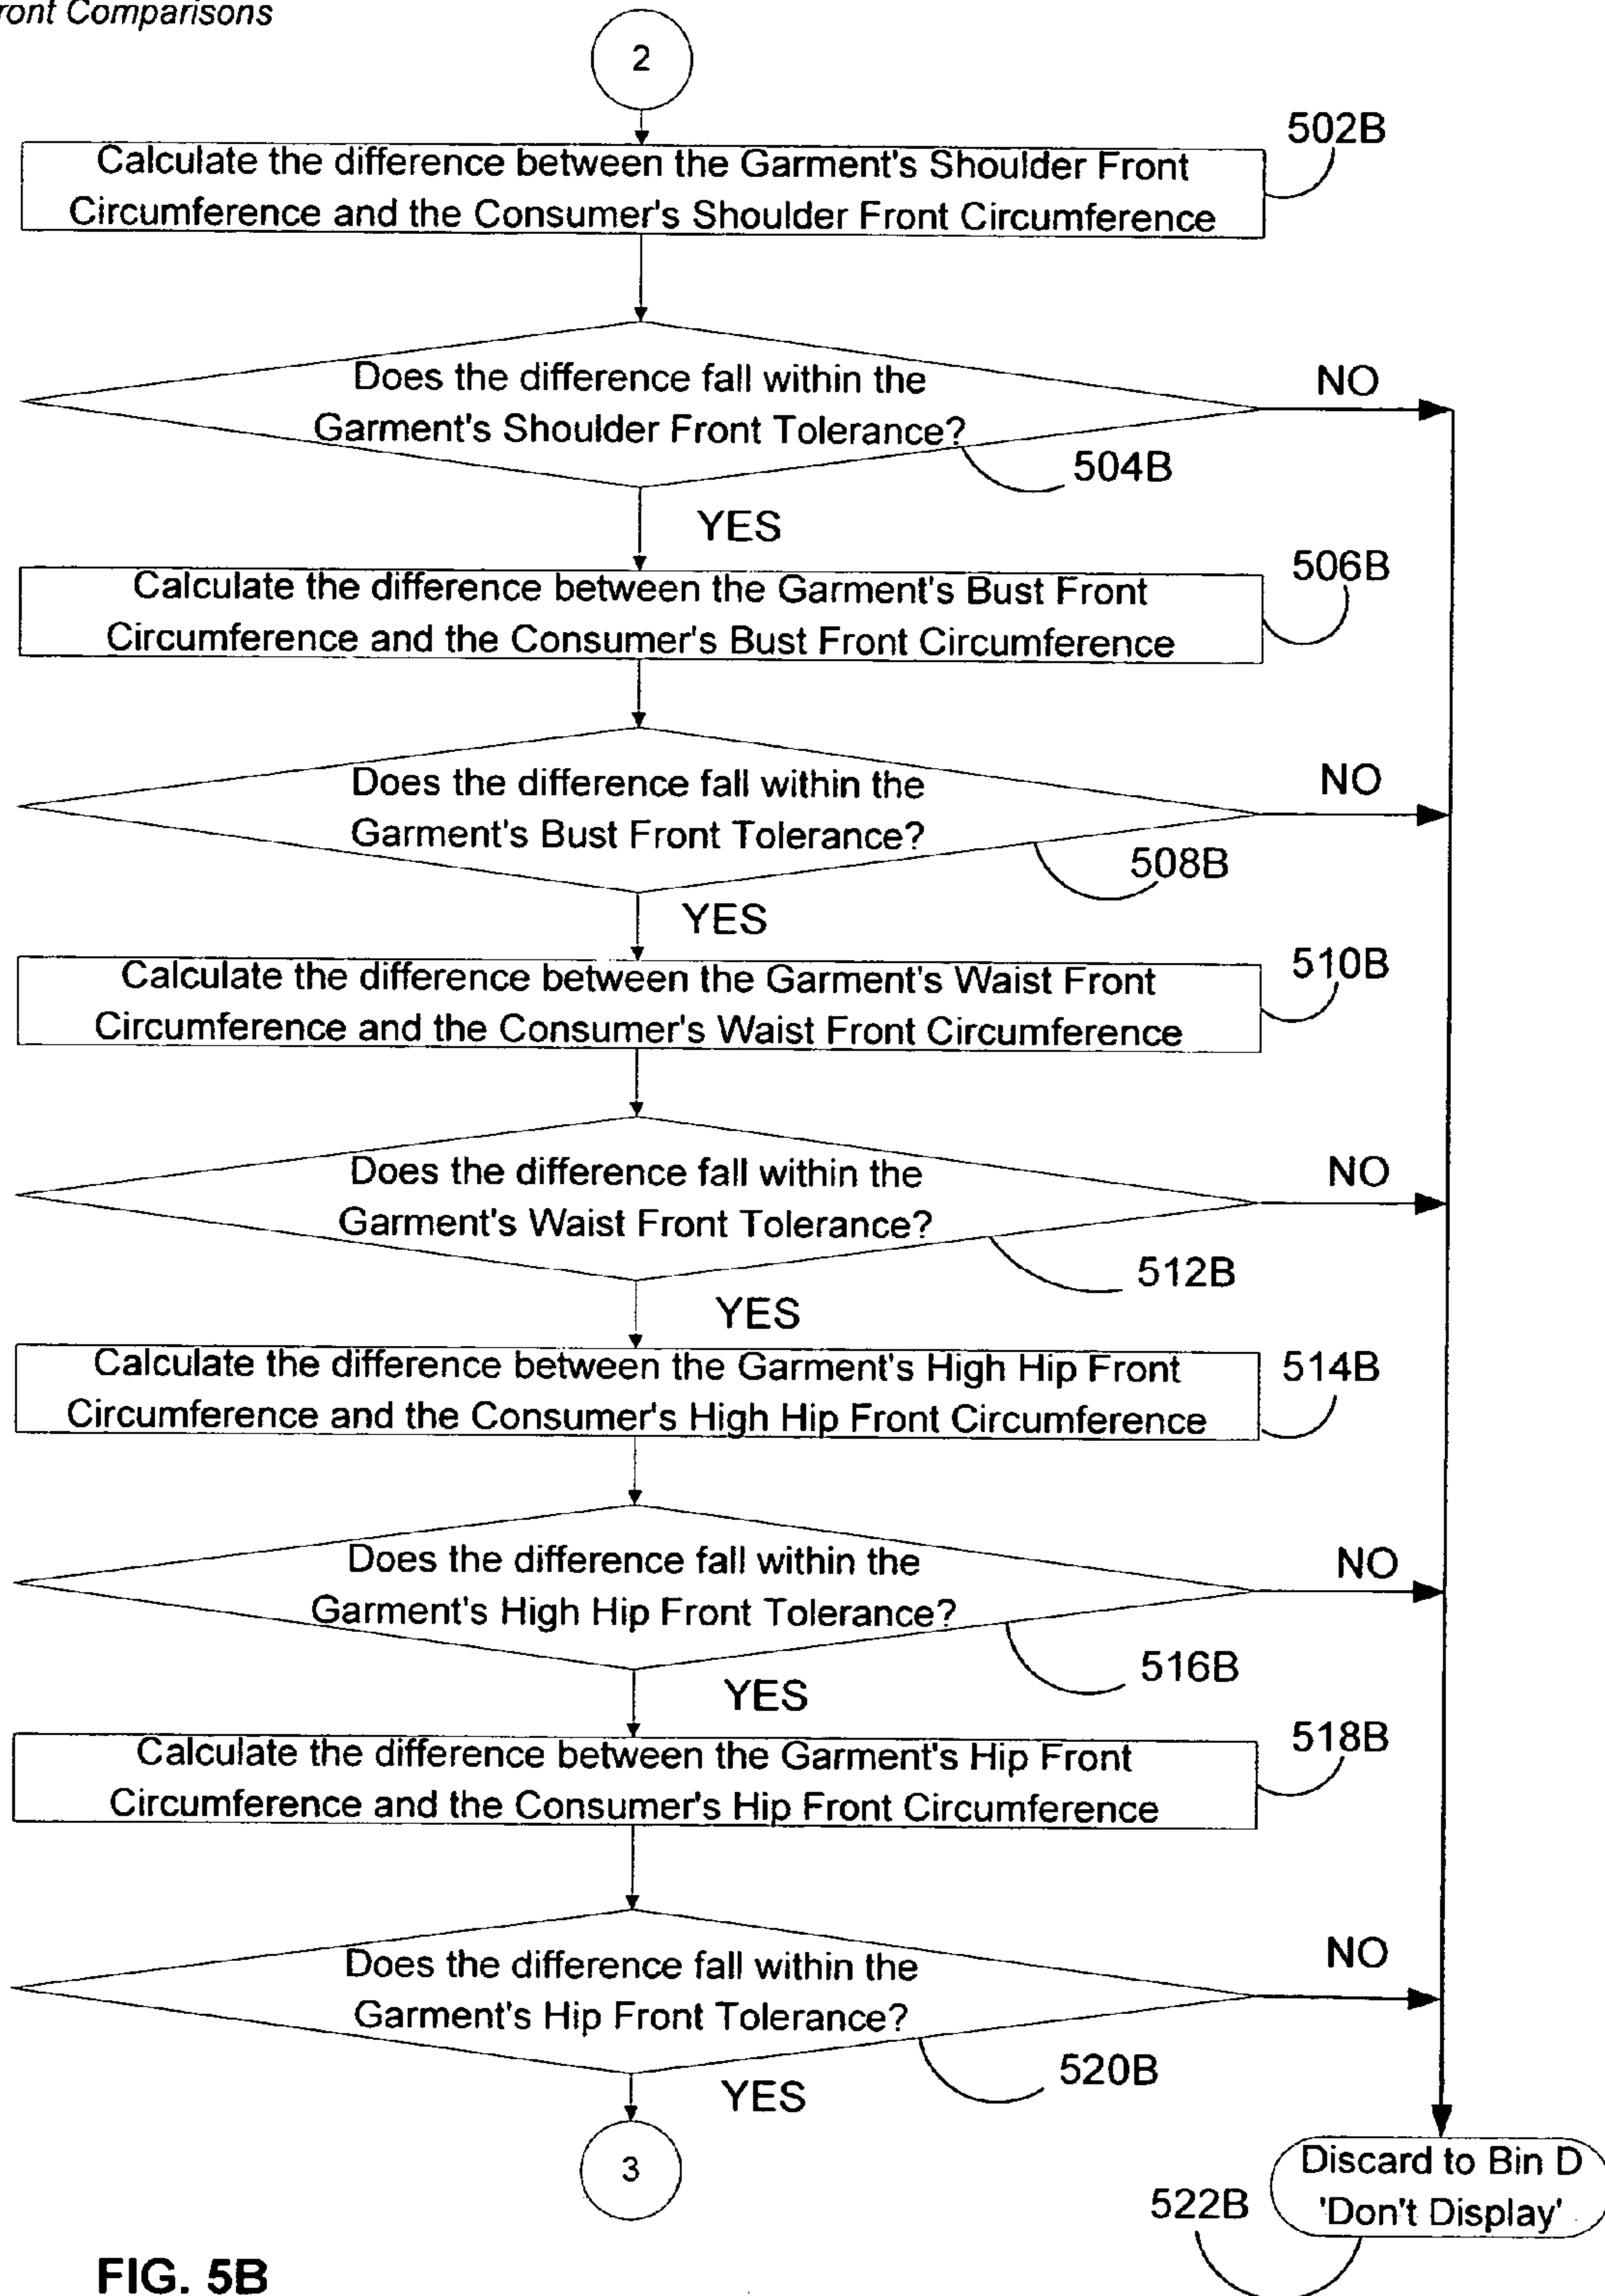 ront Comparisons
2
502B
Calculate the difference between the Garment's Shoulder Front
Circumference and the Consumer's Shoulder Front Circumference
Does the difference fall within the
Garment's Shoulder Front Tolerance?
NO
504B
YES
506B
Calculate the difference between the Garment's Bust Front
Circumference and the Consumer's Bust Front Circumference
Does the difference fall within the
Garment's Bust Front Tolerance?
NO
508B
YES
510B
Calculate the difference between the Garment's Waist Front
Circumference and the Consumer's Waist Front Circumference
Does the difference fall within the
Garment's Waist Front Tolerance?
NO
512B
YES
514B
Calculate the difference between the Garment's High Hip Front
Circumference and the Consumer's High Hip Front Circumference
Does the difference fall within the
Garment's High Hip Front Tolerance?
NO
516B
YES
518B
Calculate the difference between the Garment's Hip Front
Circumference and the Consumer's Hip Front Circumference
Does the difference fall within the
Garment's Hip Front Tolerance?
NO
520B
YES
3
Discard to Bin D
'Don't Display'
522B
FIG. 5B